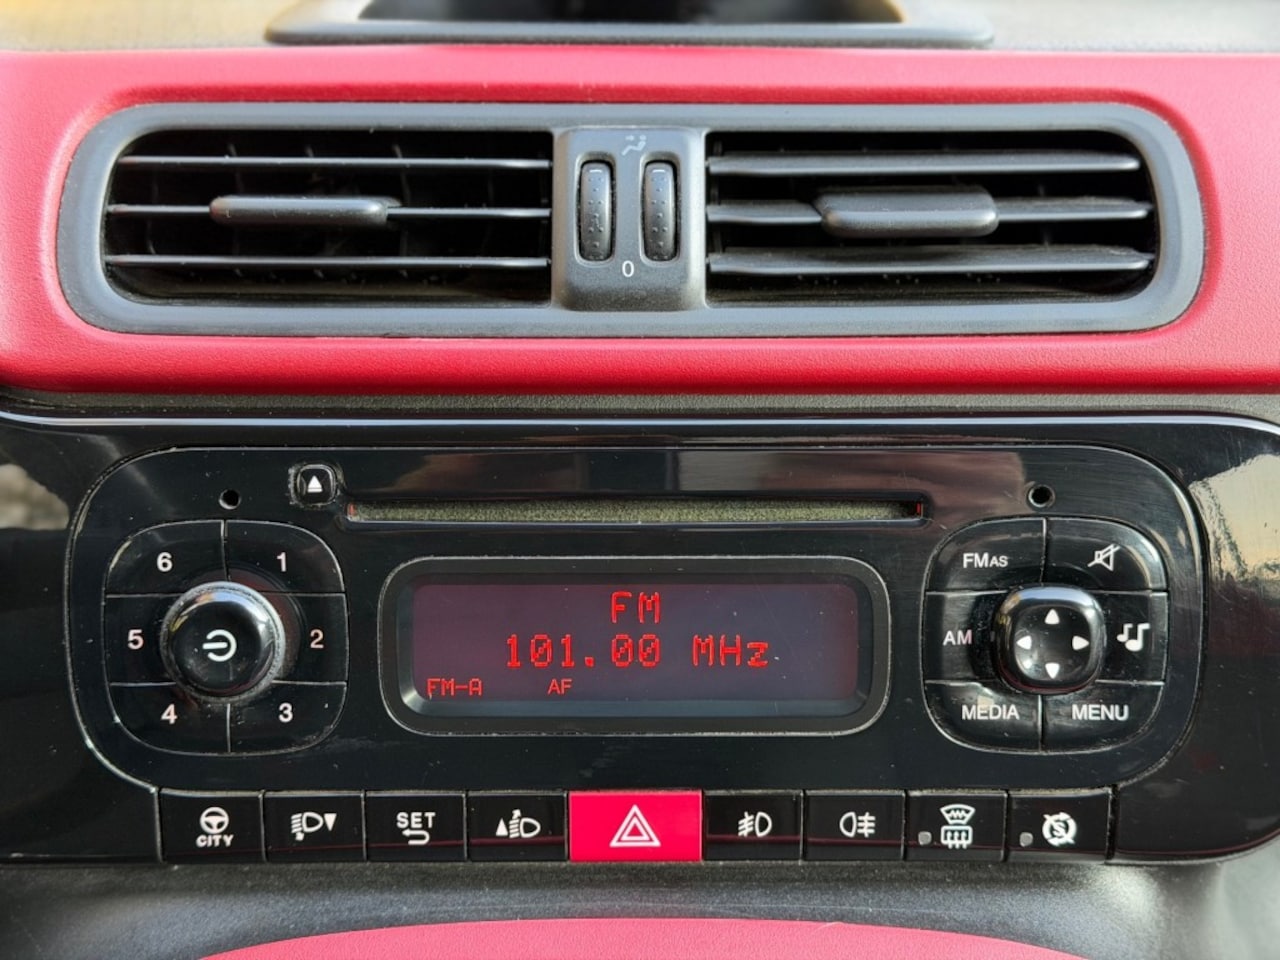 0
6 1
FMAS
FM
5 2
101.00 MHz
AM
FM-A AF
4 3
MEDIA MENU
CITY
SET